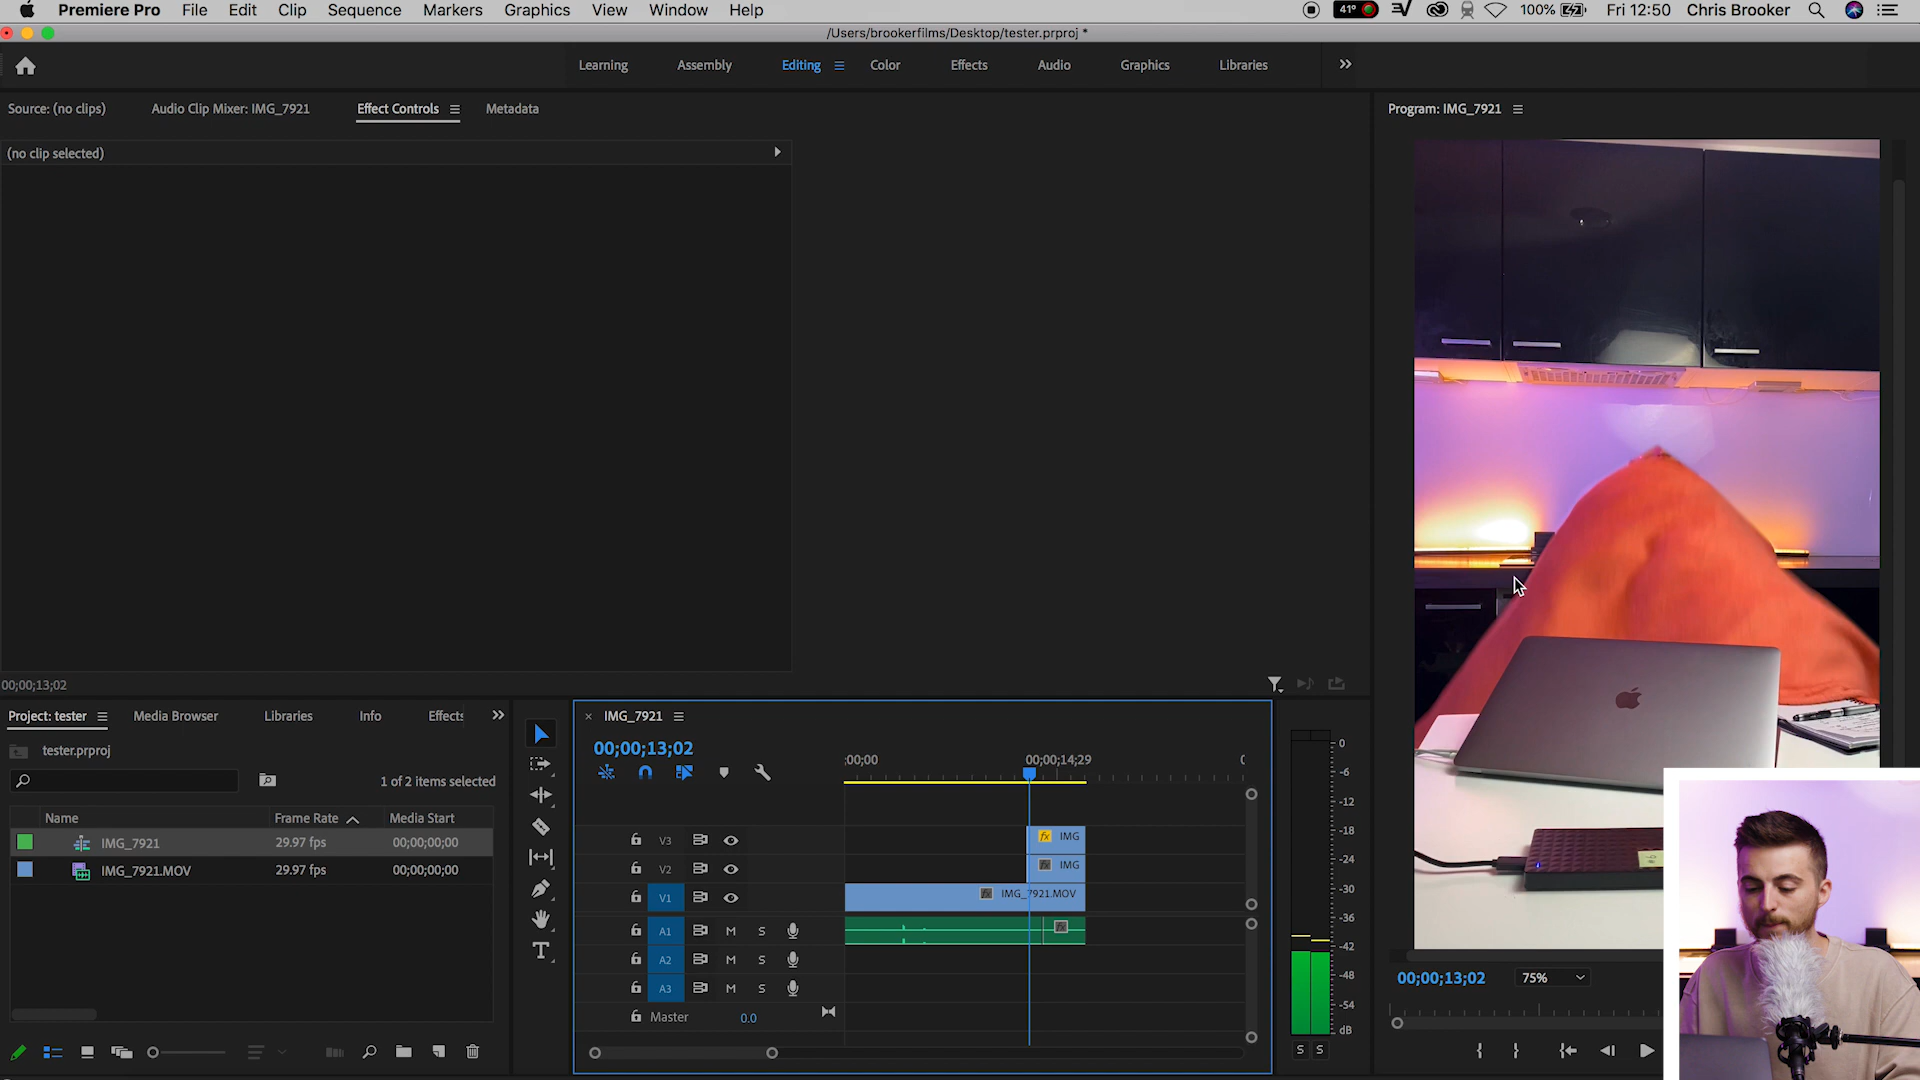 Premiere Pro File Edit Clip Sequence Markers Graphics View Window Help 41° 100% Fri 12:50 Chris Brooker
/Users/brookerfilms/Desktop/tester.prproj *
Learning Assembly Editing Color Effects Audio Graphics Libraries
Source: (no clips) Audio Clip Mixer: IMG_7921 Effect Controls Metadata
Program: IMG_7921
(no clip selected)
00;00;13;02
Project: tester Media Browser Libraries Info Effects
tester.prproj
1 of 2 items selected
Name Frame Rate Media Start
IMG_7921 29.97 fps 00;00;00;00
IMG_7921.MOV 29.97 fps 00;00;00;00
IMG_7921
00;00;13;02
;00;00 00;00;14;29
V3 fx IMG
V2 fx IMG
V1 fx IMG_7921.MOV
A1 M S fx
A2 M S
A3 M S
Master 0.0
0
-6
-12
-18
-24
-30
-36
-42
-48
-54
dB
S S
00;00;13;02 75%